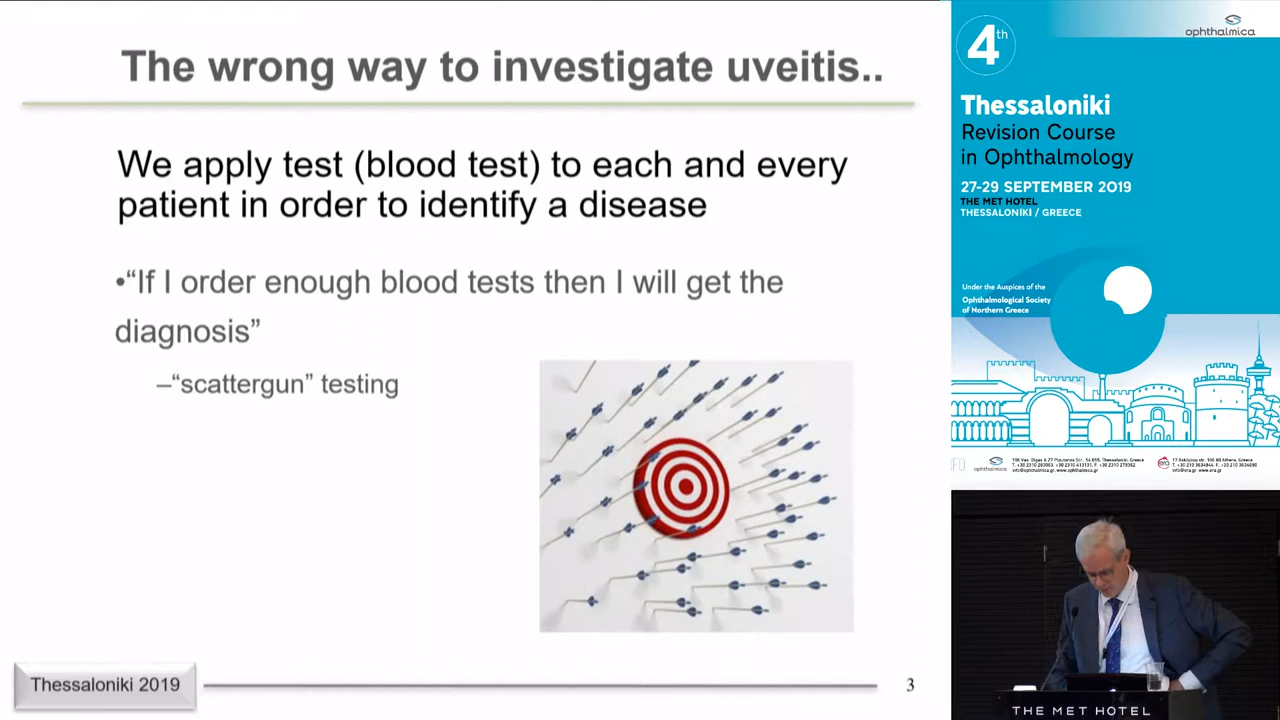 The wrong way to investigate uveitis..
We apply test (blood test) to each and every
patient in order to identify a disease
•“If I order enough blood tests then I will get the
diagnosis”
–“scattergun” testing
Thessaloniki 2019
3
ophthalmica
4th
Thessaloniki
Revision Course
in Ophthalmology
27-29 SEPTEMBER 2019
THE MET HOTEL
THESSALONIKI / GREECE
Under the Auspices of the
Ophthalmological Society
of Northern Greece
ophthalmica
THE MET HOTEL